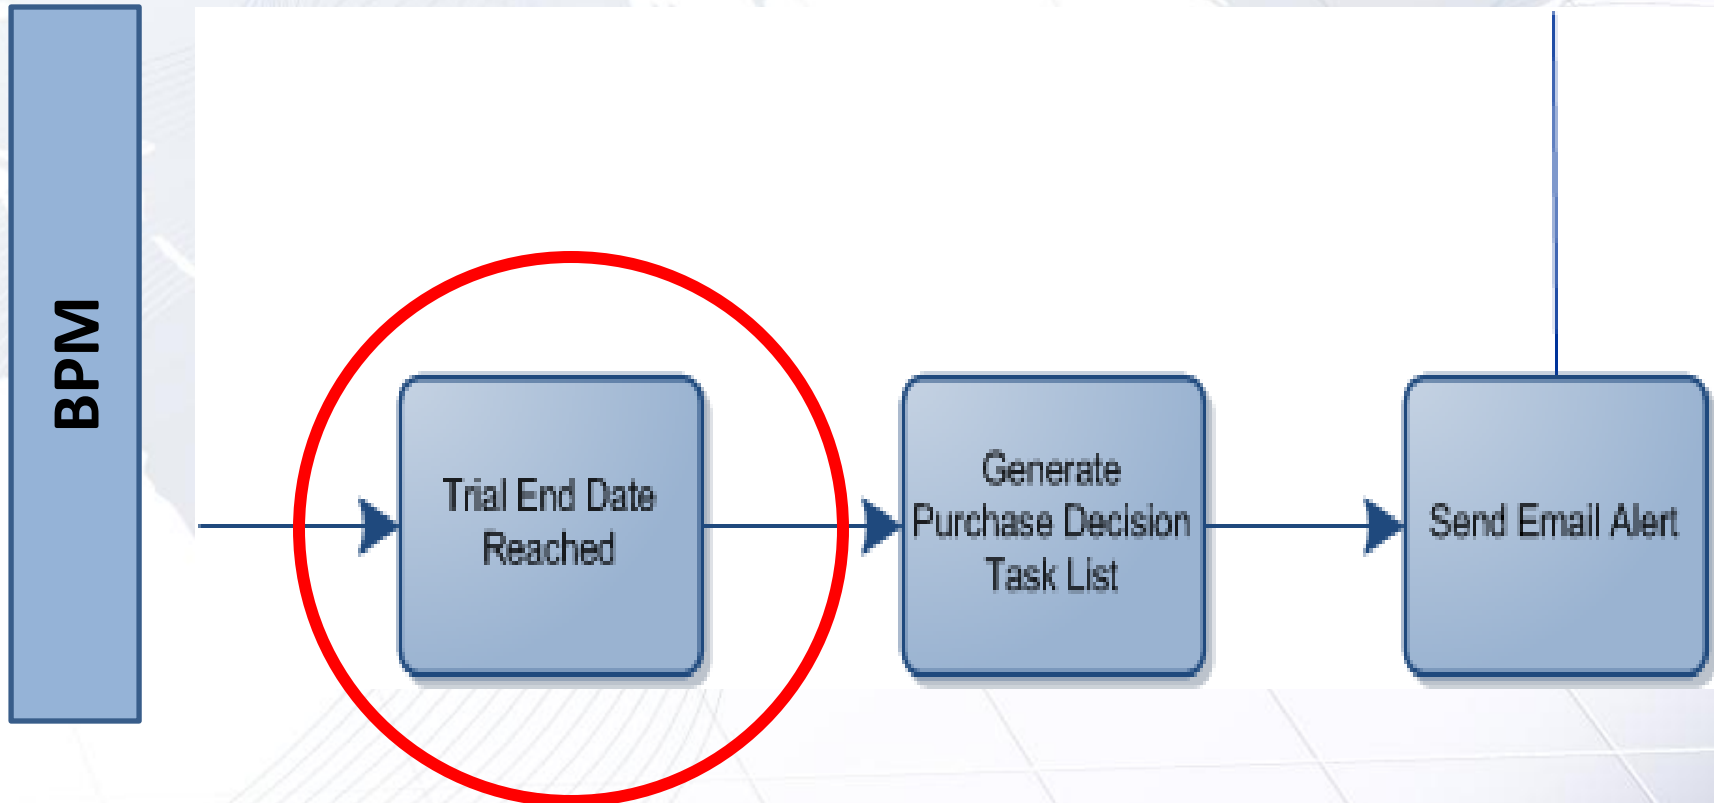 BPM
Trial End Date
Reached
Generate
Purchase Decision
Task List
Send Email Alert